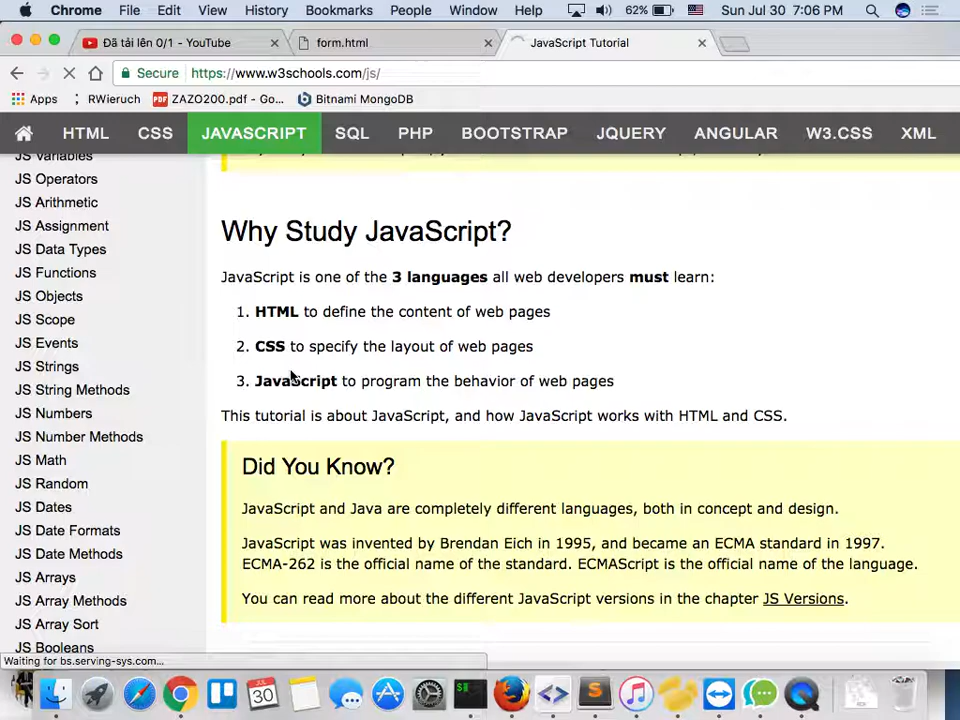 Chrome File Edit View History Bookmarks People Window Help 62% Sun Jul 30 7:06 PM
Đã tải lên 0/1 - YouTube form.html JavaScript Tutorial
Secure https://www.w3schools.com/js/
Apps RWieruch ZAZO200.pdf - Go... Bitnami MongoDB
HTML CSS JAVASCRIPT SQL PHP BOOTSTRAP JQUERY ANGULAR W3.CSS XML
JS Variables
JS Operators
JS Arithmetic
JS Assignment
JS Data Types
JS Functions
JS Objects
JS Scope
JS Events
JS Strings
JS String Methods
JS Numbers
JS Number Methods
JS Math
JS Random
JS Dates
JS Date Formats
JS Date Methods
JS Arrays
JS Array Methods
JS Array Sort
JS Booleans
Why Study JavaScript?
JavaScript is one of the 3 languages all web developers must learn:
1. HTML to define the content of web pages
2. CSS to specify the layout of web pages
3. JavaScript to program the behavior of web pages
This tutorial is about JavaScript, and how JavaScript works with HTML and CSS.
Did You Know?
JavaScript and Java are completely different languages, both in concept and design.
JavaScript was invented by Brendan Eich in 1995, and became an ECMA standard in 1997.
ECMA-262 is the official name of the standard. ECMAScript is the official name of the language.
You can read more about the different JavaScript versions in the chapter JS Versions.
Waiting for bs.serving-sys.com...
30